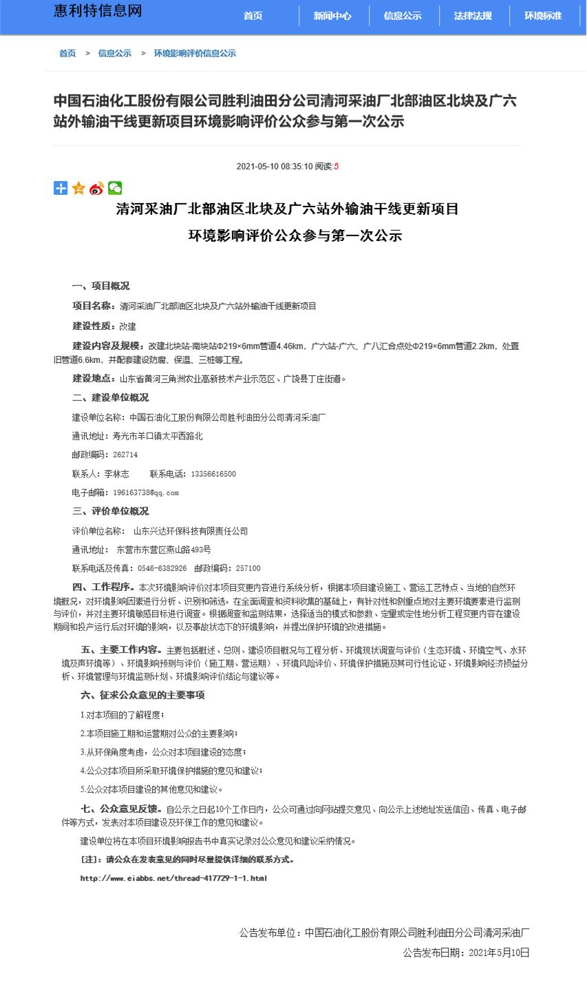 惠利特信息网
首页 新闻中心 信息公示 法律法规 环境标准
首页 > 信息公示 > 环境影响评价信息公示
中国石油化工股份有限公司胜利油田分公司清河采油厂北部油区北块及广六
站外输油干线更新项目环境影响评价公众参与第一次公示
2021-05-10 08:35:10 阅读:5
清河采油厂北部油区北块及广六站外输油干线更新项目
环境影响评价公众参与第一次公示
一、项目概况
项目名称：清河采油厂北部油区北块及广六站外输油干线更新项目
建设性质：改建
建设内容及规模：改建北块站-南块站Φ219×6mm管道4.46km，广六站-广六、广八汇合点处Φ219×6mm管道2.2km，处置
旧管道6.6km，并配套建设防腐、保温、三桩等工程。
建设地点：山东省黄河三角洲农业高新技术产业示范区、广饶县丁庄街道。
二、建设单位概况
建设单位名称：中国石油化工股份有限公司胜利油田分公司清河采油厂
通讯地址：寿光市羊口镇太平西路北
邮政编码：262714
联系人：李林志 联系电话：13356616500
电子邮箱：196163738@qq.com
三、评价单位概况
评价单位名称： 山东兴达环保科技有限责任公司
通讯地址： 东营市东营区燕山路493号
联系电话及传真：0546-6382926 邮政编码：257100
四、工作程序。本次环境影响评价对本项目变更内容进行系统分析，根据本项目建设施工、营运工艺特点、当地的自然环
境概况，对环境影响因素进行分析、识别和筛选，在全面调查和资料收集的基础上，有针对性和侧重点地对主要环境要素进行监测
与评价，并对主要环境敏感目标进行调查。根据调查和监测结果，选择适当的模式和参数、定量或定性地分析工程变更内容在建设
期间和投产运行后对环境的影响，以及事故状态下的环境影响，并提出保护环境的改进措施。
五、主要工作内容。主要包括概述、总则、建设项目概况与工程分析、环境现状调查与评价（生态环境、环境空气、水环
境及声环境等）、环境影响预测与评价（施工期、营运期）、环境风险评价、环境保护措施及其可行性论证、环境影响经济损益分
析、环境管理与环境监测计划、环境影响评价结论与建议等。
六、征求公众意见的主要事项
1.对本项目的了解程度；
2.本项目施工期和运营期对公众的主要影响；
3.从环保角度考虑，公众对本项目建设的态度；
4.公众对本项目所采取环境保护措施的意见和建议；
5.公众对本项目建设的其他意见和建议。
七、公众意见反馈。自公示之日起10个工作日内，公众可通过向网站提交意见、向公示上述地址发送信函、传真、电子邮
件等方式，发表对本项目建设及环保工作的意见和建议。
建设单位将在本项目环境影响报告书中真实记录对公众意见和建议采纳情况。
[注]：请公众在发表意见的同时尽量提供详细的联系方式。
http://www.eiabbs.net/thread-417729-1-1.html
公告发布单位：中国石油化工股份有限公司胜利油田分公司清河采油厂
公告发布日期：2021年5月10日